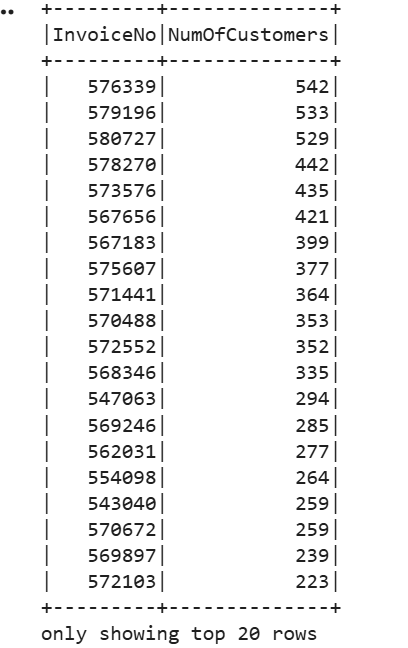 ..
+---------+--------------+
|InvoiceNo|NumOfCustomers|
+---------+--------------+
|   576339|           542|
|   579196|           533|
|   580727|           529|
|   578270|           442|
|   573576|           435|
|   567656|           421|
|   567183|           399|
|   575607|           377|
|   571441|           364|
|   570488|           353|
|   572552|           352|
|   568346|           335|
|   547063|           294|
|   569246|           285|
|   562031|           277|
|   554098|           264|
|   543040|           259|
|   570672|           259|
|   569897|           239|
|   572103|           223|
+---------+--------------+
only showing top 20 rows